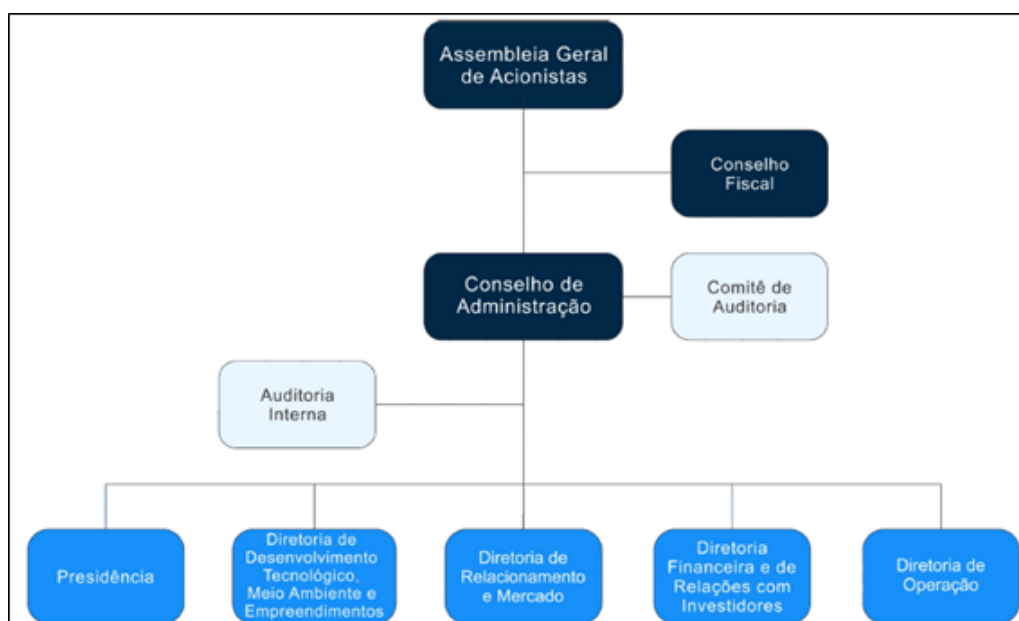 Assembleia Geral
de Acionistas
Conselho
Fiscal
Conselho de
Administração
Comitê de
Auditoria
Auditoria
Interna
Presidência
Diretoria de
Desenvolvimento
Tecnológico,
Meio Ambiente e
Empreendimentos
Diretoria de
Relacionamento
e Mercado
Diretoria
Financeira e de
Relações com
Investidores
Diretoria de
Operação